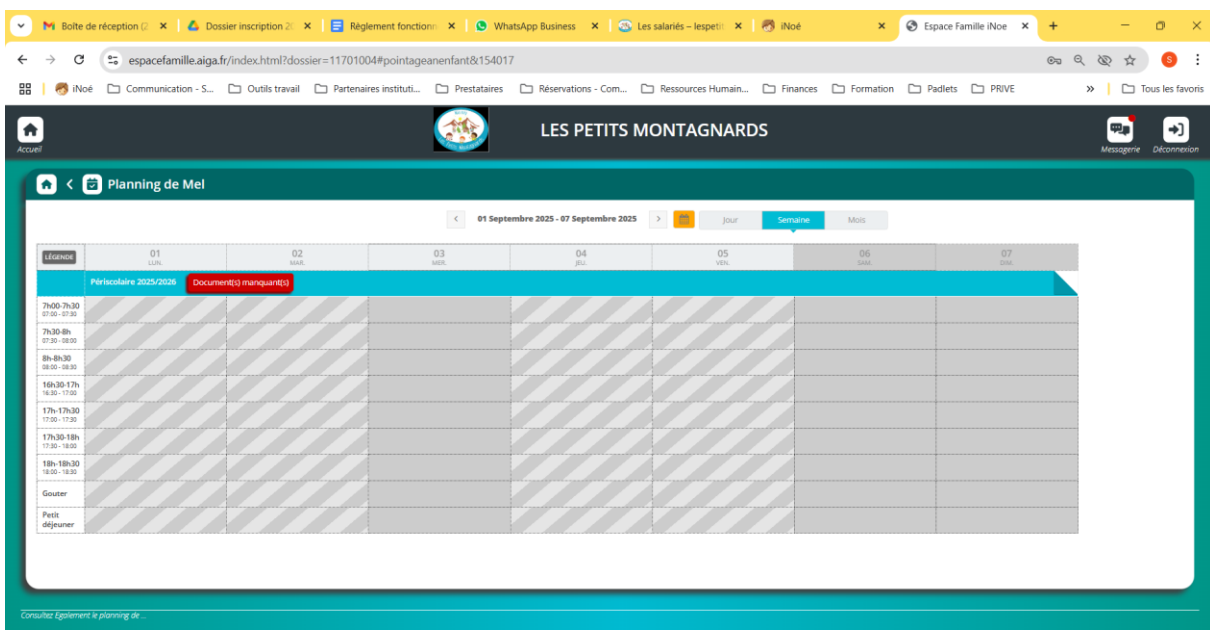 Boîte de réception (2
Dossier inscription 20
Règlement fonctionn
WhatsApp Business
Les salariés – lespetit
iNoé
Espace Famille iNoe
espacefamille.aiga.fr/index.html?dossier=11701004#pointageanenfant&154017
S
iNoé
Communication - S...
Outils travail
Partenaires instituti...
Prestataires
Réservations - Com...
Ressources Humain...
Finances
Formation
Padlets
PRIVE
Tous les favoris
LES PETITS MONTAGNARDS
Accueil
Messagerie
Déconnexion
Planning de Mel
01 Septembre 2025 - 07 Septembre 2025
Jour
Semaine
Mois
LÉGENDE
01
LUN.
02
MAR.
03
MER.
04
JEU.
05
VEN.
06
SAM.
07
DIM.
Périscolaire 2025/2026
Document(s) manquant(s)
7h00-7h30
07:00 - 07:30
7h30-8h
07:30 - 08:00
8h-8h30
08:00 - 08:30
16h30-17h
16:30 - 17:00
17h-17h30
17:00 - 17:30
17h30-18h
17:30 - 18:00
18h-18h30
18:00 - 18:30
Gouter
Petit
déjeuner
Consultez Egalement le planning de ...